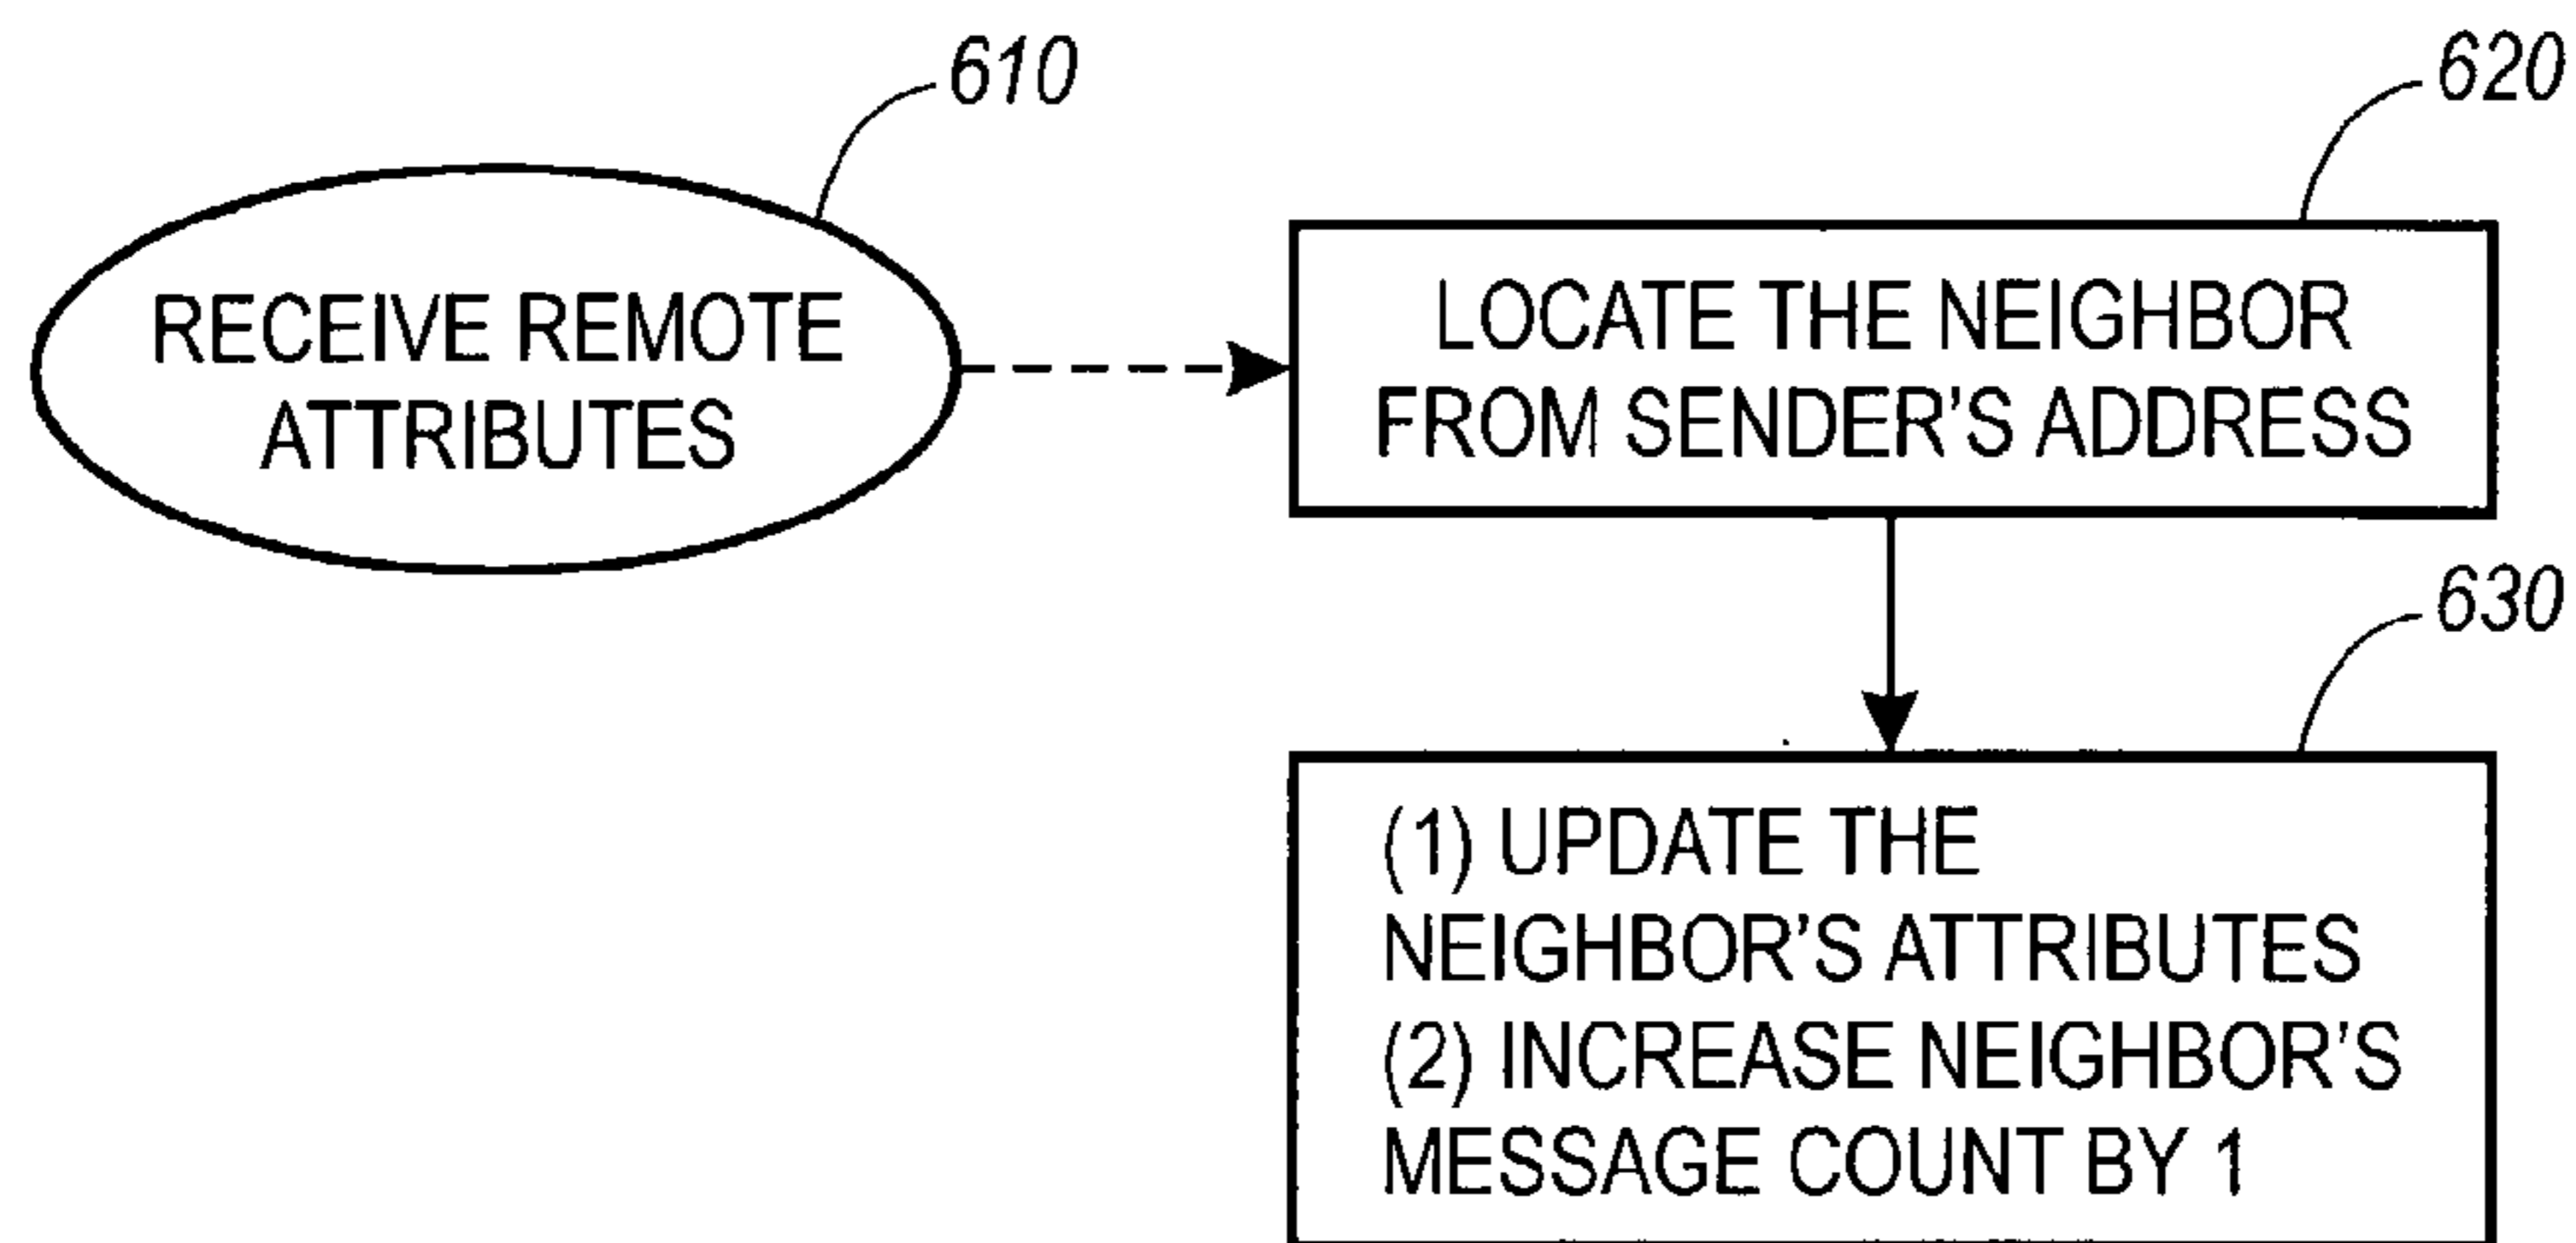 610
RECEIVE REMOTE
ATTRIBUTES
620
LOCATE THE NEIGHBOR
FROM SENDER'S ADDRESS
630
(1) UPDATE THE
NEIGHBOR'S ATTRIBUTES
(2) INCREASE NEIGHBOR'S
MESSAGE COUNT BY 1